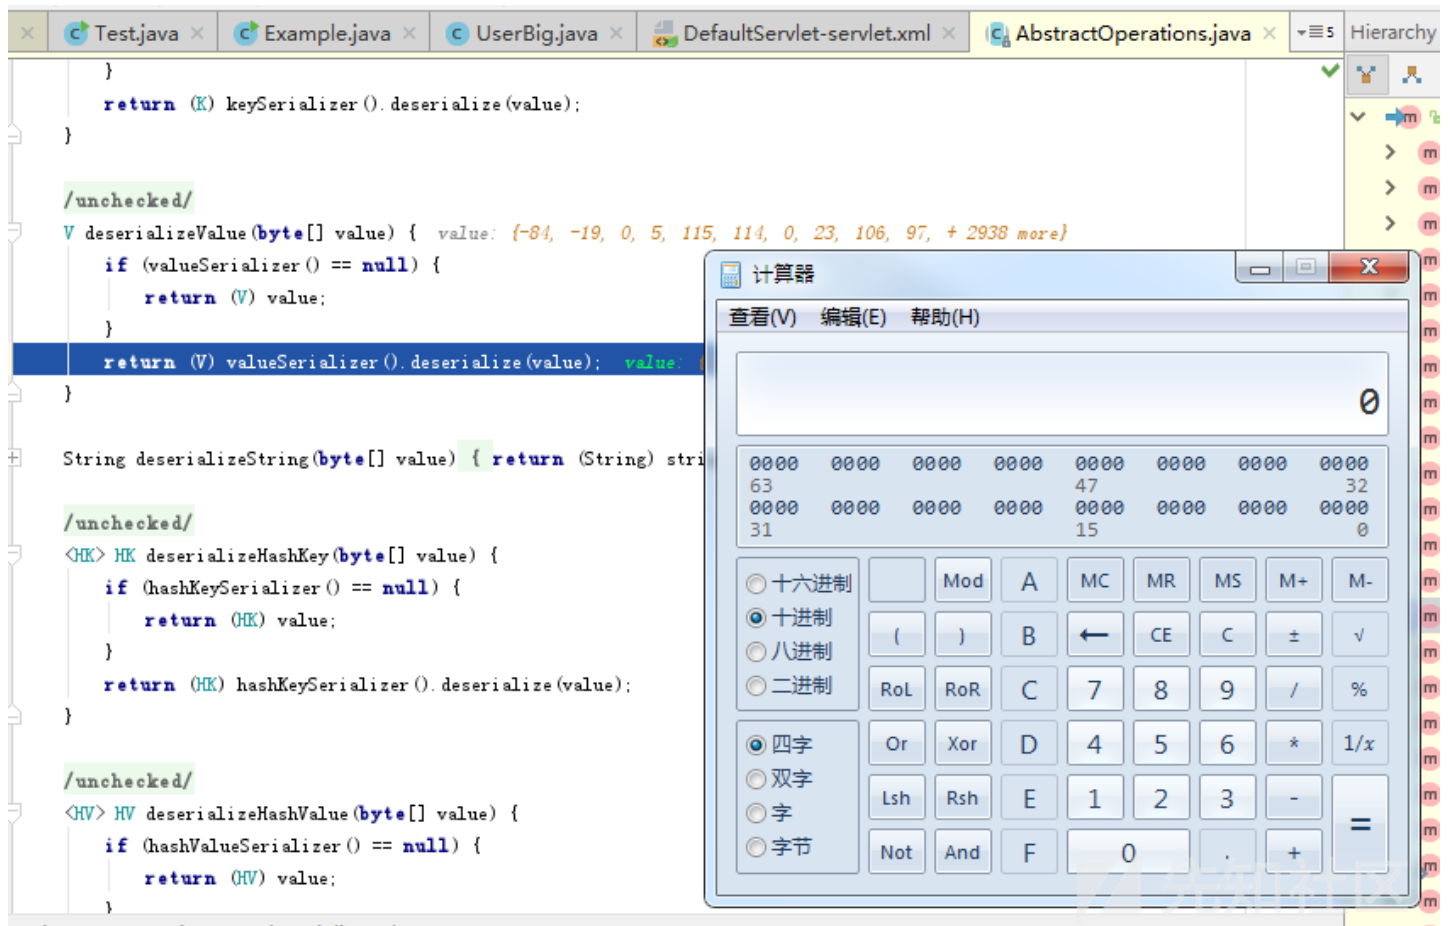 Test.java Example.java UserBig.java DefaultServlet-servlet.xml AbstractOperations.java 5 Hierarchy
}
return (K) keySerializer().deserialize(value);
}
/unchecked/
V deserializeValue(byte[] value) { value: {-84, -19, 0, 5, 115, 114, 0, 23, 106, 97, + 2938 more}
if (valueSerializer() == null) {
return (V) value;
}
return (V) valueSerializer().deserialize(value); value:
}
String deserializeString(byte[] value) { return (String) stri
/unchecked/
<HK> HK deserializeHashKey(byte[] value) {
if (hashKeySerializer() == null) {
return (HK) value;
}
return (HK) hashKeySerializer().deserialize(value);
}
/unchecked/
<HV> HV deserializeHashValue(byte[] value) {
if (hashValueSerializer() == null) {
return (HV) value;
}
计算器
查看(V) 编辑(E) 帮助(H)
0
0000 0000 0000 0000 0000 0000 0000 0000
63 47 32
0000 0000 0000 0000 0000 0000 0000 0000
31 15 0
十六进制 Mod A MC MR MS M+ M-
十进制 ( ) B ← CE C ± √
八进制
二进制 RoL RoR C 7 8 9 / %
四字 Or Xor D 4 5 6 * 1/x
双字
字 Lsh Rsh E 1 2 3 - =
字节 Not And F 0 . +
先知社区